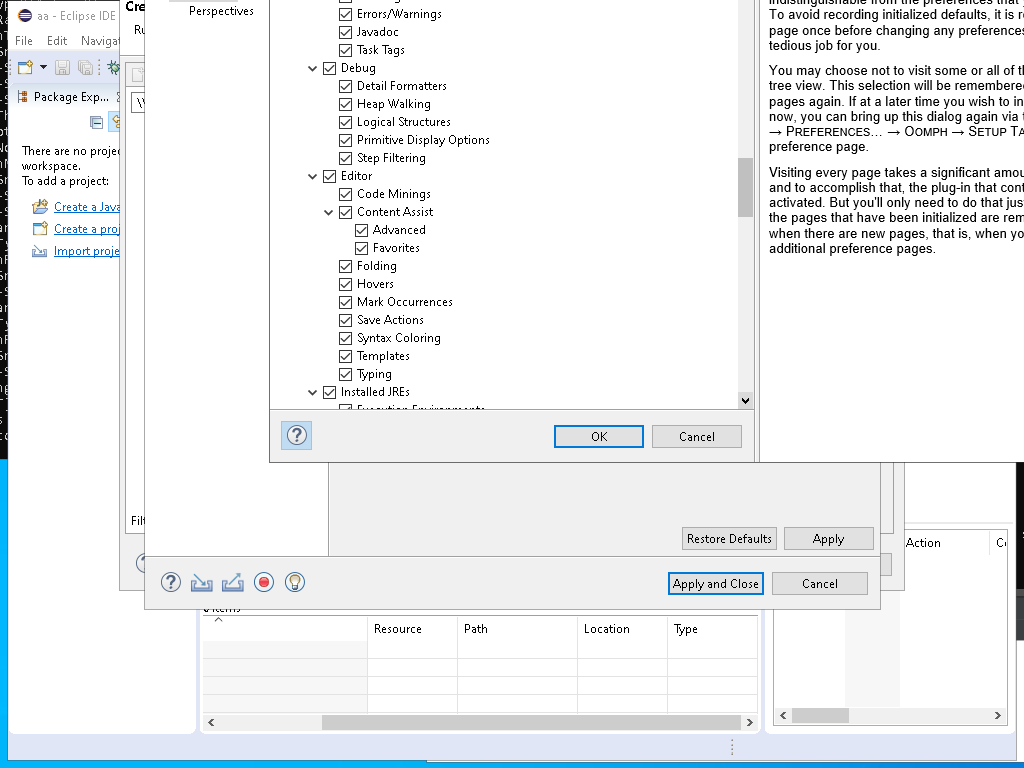 aa - Eclipse IDE
File Edit Navigat
Package Exp...
There are no projec
workspace.
To add a project:
Create a Java
Create a proj
Import proje
Cre
Ru
Filt
Perspectives
Errors/Warnings
Javadoc
Task Tags
Debug
Detail Formatters
Heap Walking
Logical Structures
Primitive Display Options
Step Filtering
Editor
Code Minings
Content Assist
Advanced
Favorites
Folding
Hovers
Mark Occurrences
Save Actions
Syntax Coloring
Templates
Typing
Installed JREs
Execution Environments
OK Cancel
indistinguishable from the preferences that y
To avoid recording initialized defaults, it is r
page once before changing any preferences
tedious job for you.
You may choose not to visit some or all of th
tree view. This selection will be remembere
pages again. If at a later time you wish to in
now, you can bring up this dialog again via t
→ PREFERENCES... → OOMPH → SETUP TA
preference page.
Visiting every page takes a significant amou
and to accomplish that, the plug-in that cont
activated. But you'll only need to do that jus
the pages that have been initialized are rem
when there are new pages, that is, when yo
additional preference pages.
Restore Defaults Apply
Apply and Close Cancel
Items
Resource Path Location Type
Action